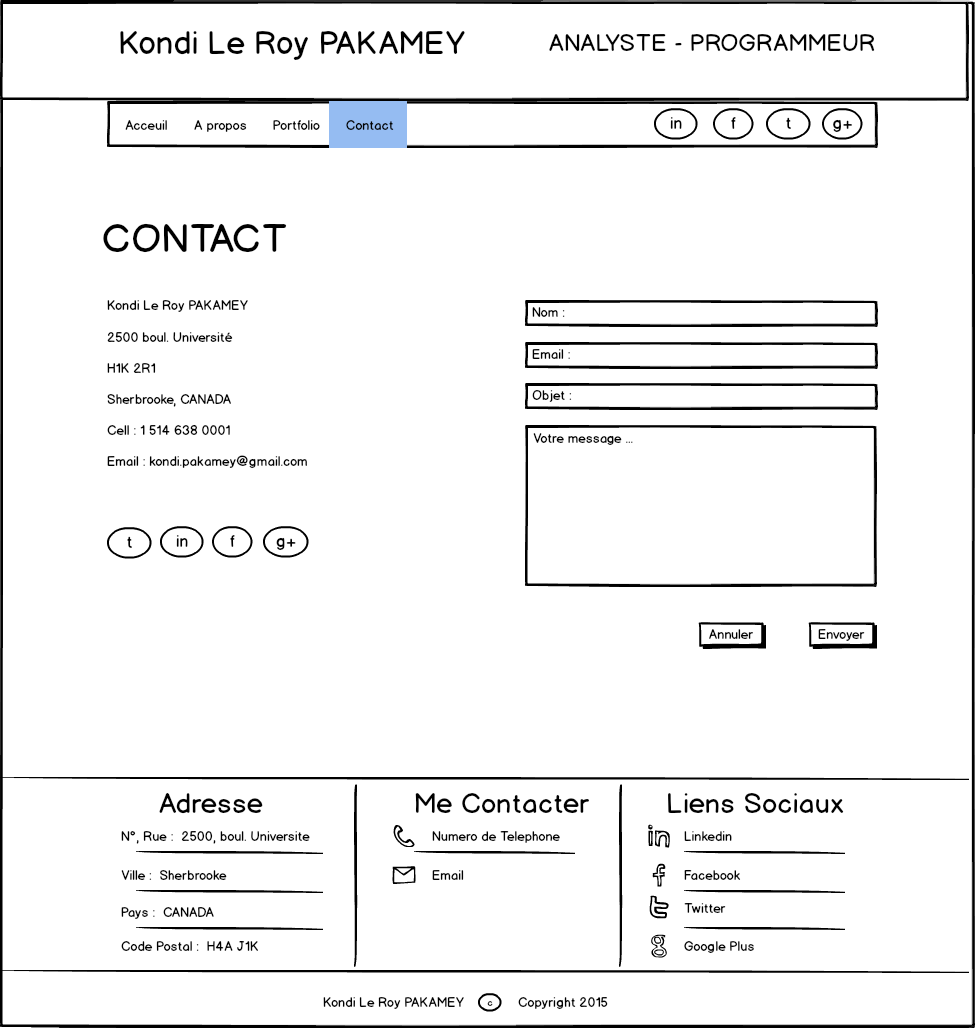 Kondi Le Roy PAKAMEY ANALYSTE - PROGRAMMEUR
Acceuil A propos Portfolio Contact in f t g+
CONTACT
Kondi Le Roy PAKAMEY
2500 boul. Université
H1K 2R1
Sherbrooke, CANADA
Cell : 1 514 638 0001
Email : kondi.pakamey@gmail.com
t in f g+
Nom :
Email :
Objet :
Votre message ...
Annuler Envoyer
Adresse
N°, Rue : 2500, boul. Universite
Ville : Sherbrooke
Pays : CANADA
Code Postal : H4A J1K
Me Contacter
Numero de Telephone
Email
Liens Sociaux
in Linkedin
f Facebook
t Twitter
g Google Plus
Kondi Le Roy PAKAMEY c Copyright 2015